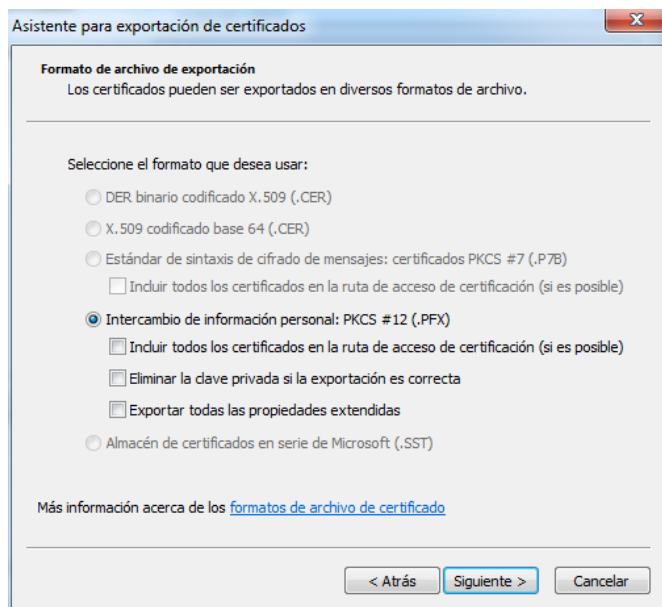 Asistente para exportación de certificados
Formato de archivo de exportación
Los certificados pueden ser exportados en diversos formatos de archivo.
Seleccione el formato que desea usar:
DER binario codificado X.509 (.CER)
X.509 codificado base 64 (.CER)
Estándar de sintaxis de cifrado de mensajes: certificados PKCS #7 (.P7B)
Incluir todos los certificados en la ruta de acceso de certificación (si es posible)
Intercambio de información personal: PKCS #12 (.PFX)
Incluir todos los certificados en la ruta de acceso de certificación (si es posible)
Eliminar la clave privada si la exportación es correcta
Exportar todas las propiedades extendidas
Almacén de certificados en serie de Microsoft (.SST)
Más información acerca de los formatos de archivo de certificado
< Atrás Siguiente > Cancelar